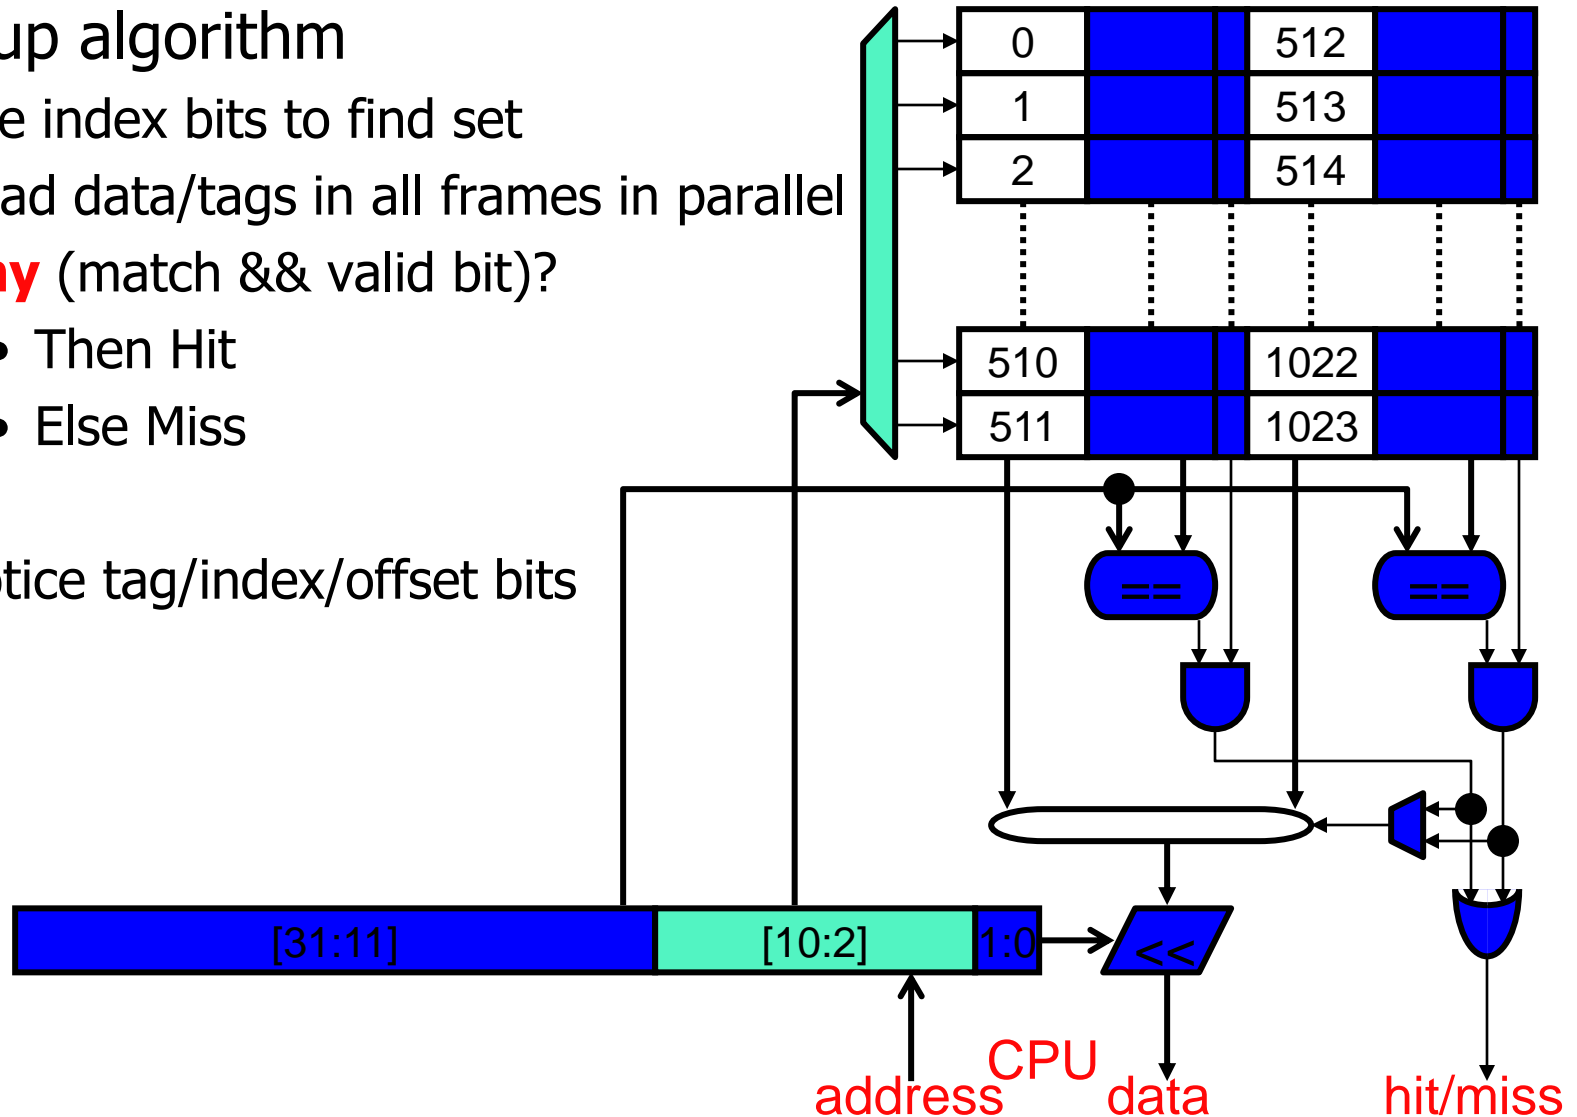 up algorithm
e index bits to find set
ad data/tags in all frames in parallel
ny (match && valid bit)?
• Then Hit
• Else Miss
otice tag/index/offset bits
0 512
1 513
2 514
510 1022
511 1023
== ==
[31:11] [10:2] 1:0 <<
CPU
address data hit/miss